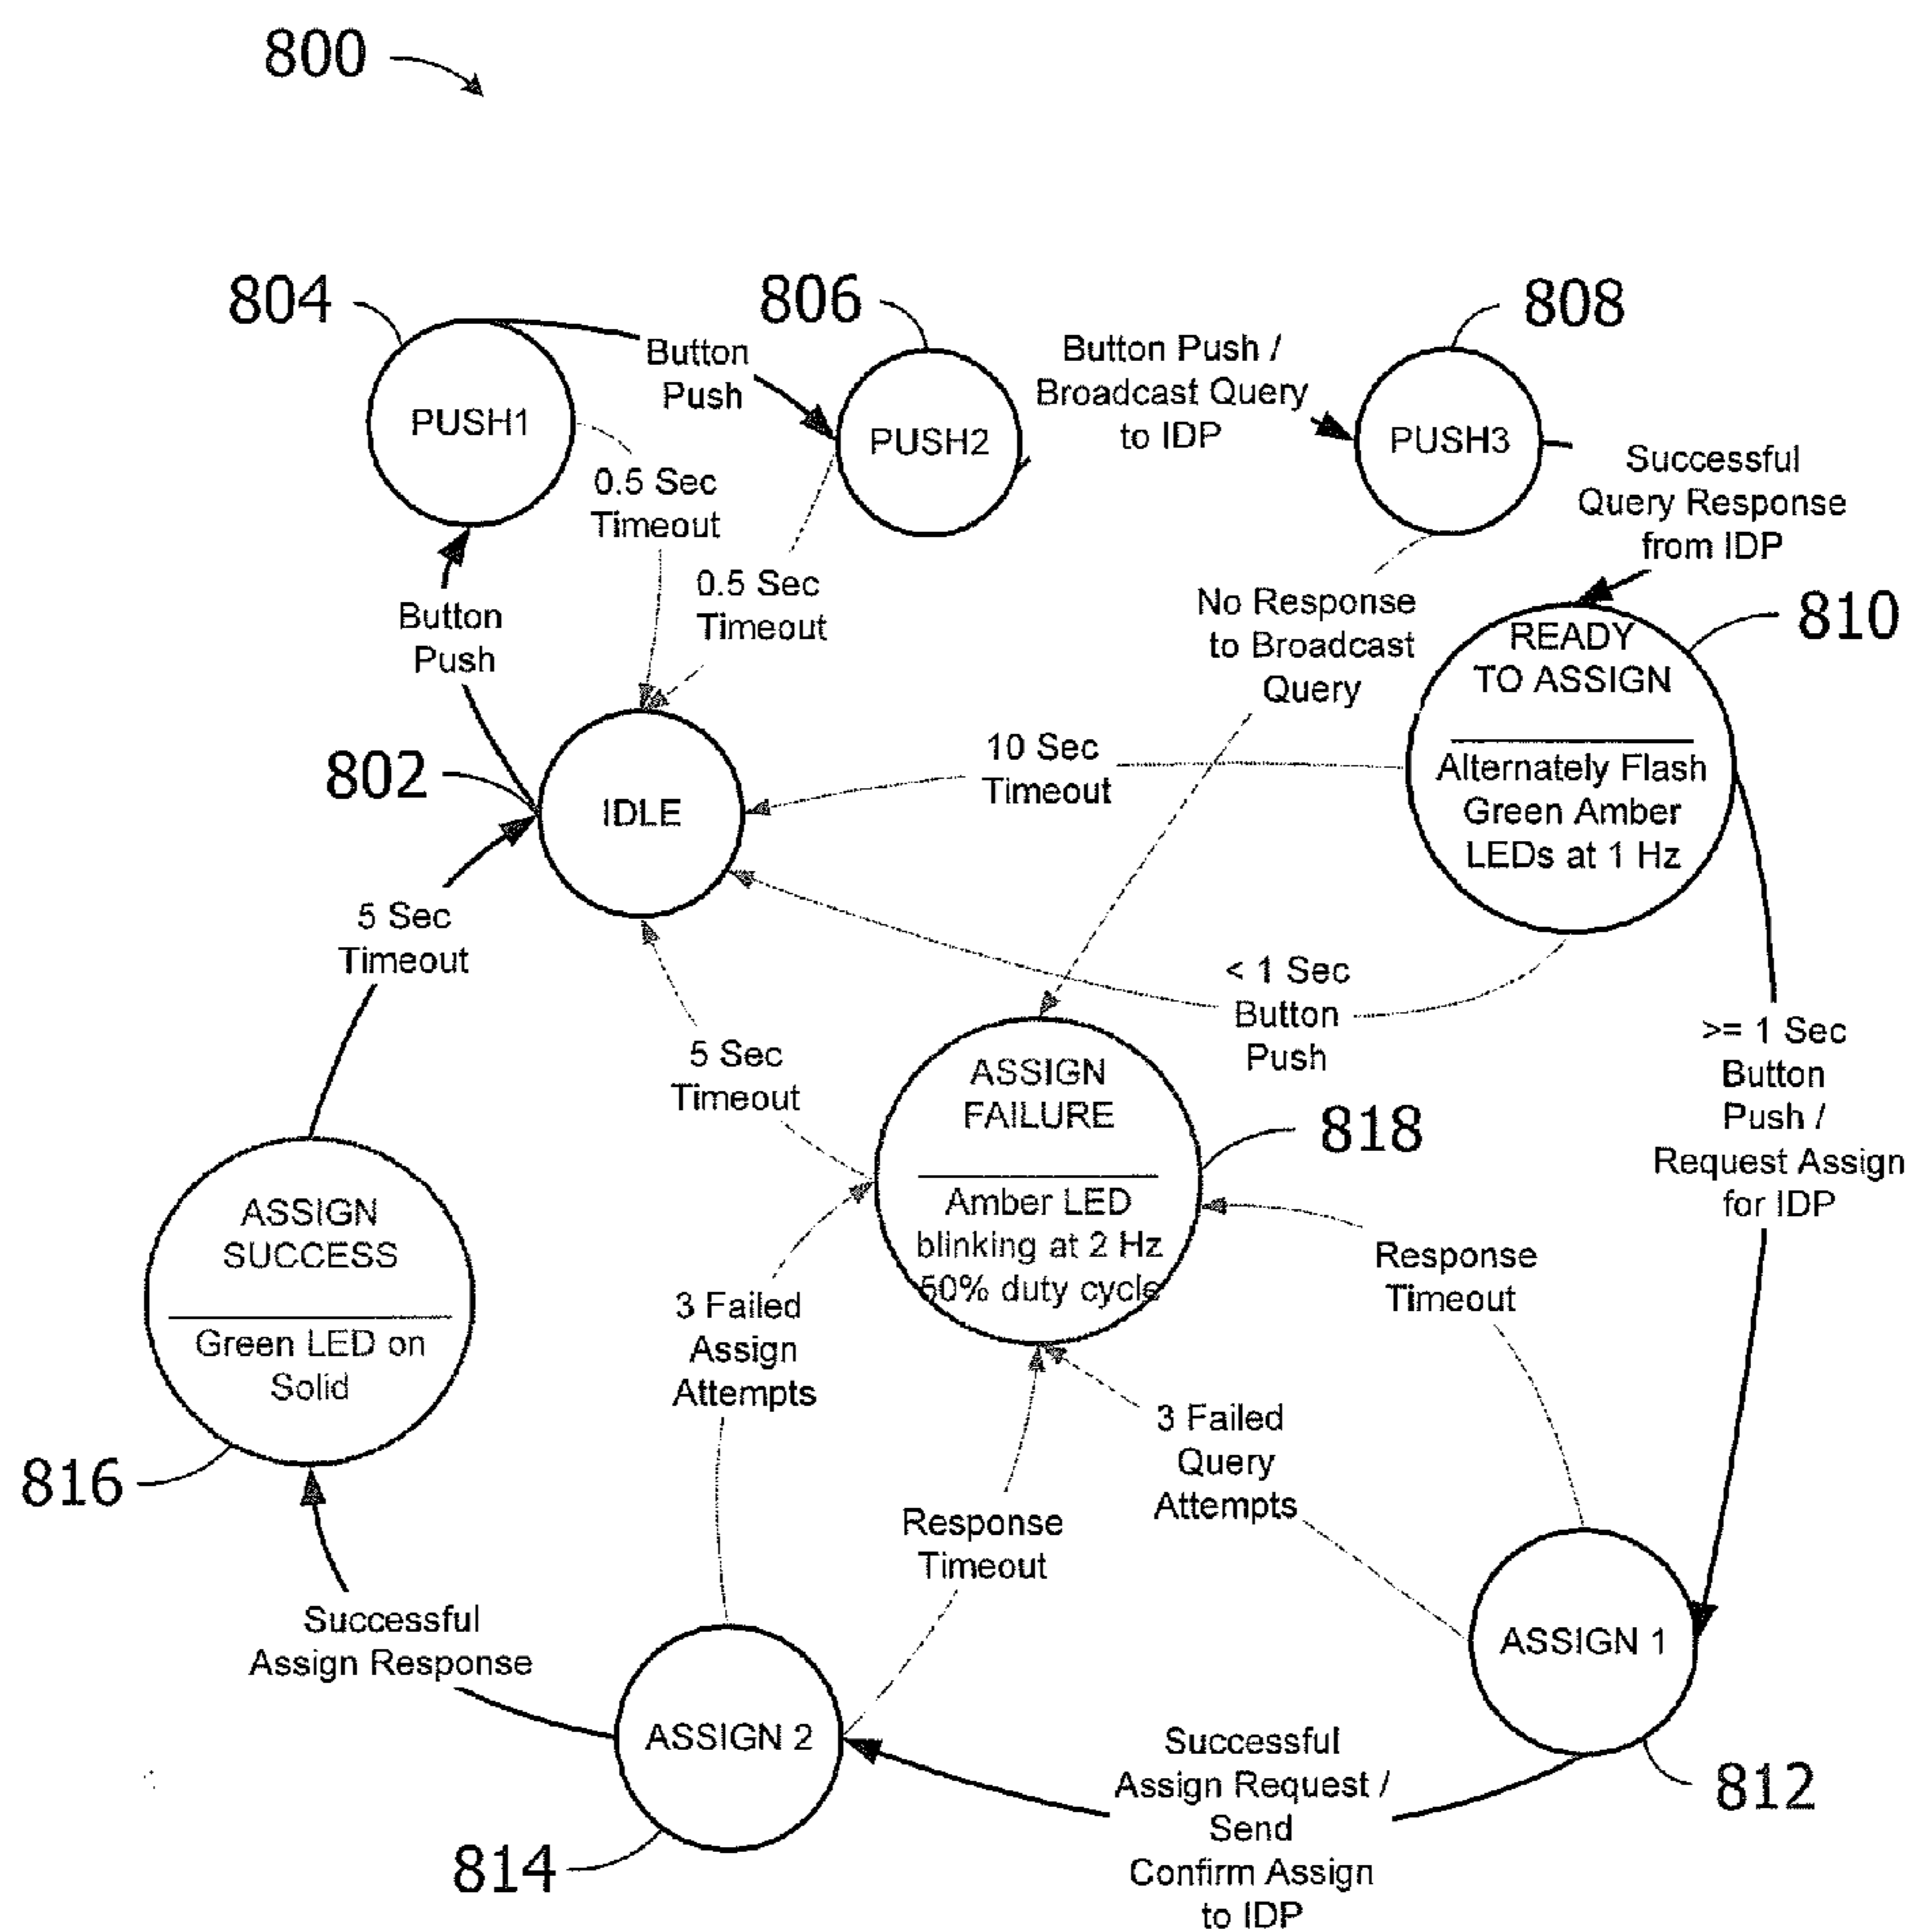 800
804
806
808
Button
Push
Button Push /
Broadcast Query
to IDP
PUSH1
PUSH2
PUSH3
Successful
Query Response
from IDP
0.5 Sec
Timeout
0.5 Sec
Timeout
Button
Push
No Response
to Broadcast
Query
810
READY
TO ASSIGN
Alternately Flash
Green Amber
LEDs at 1 Hz
10 Sec
Timeout
802
IDLE
5 Sec
Timeout
< 1 Sec
Button
Push
>= 1 Sec
Button
Push /
Request Assign
for IDP
5 Sec
Timeout
ASSIGN
FAILURE
Amber LED
blinking at 2 Hz
50% duty cycle
818
ASSIGN
SUCCESS
Green LED on
Solid
816
Response
Timeout
3 Failed
Assign
Attempts
3 Failed
Query
Attempts
Response
Timeout
Successful
Assign Response
ASSIGN 1
812
ASSIGN 2
814
Successful
Assign Request /
Send
Confirm Assign
to IDP